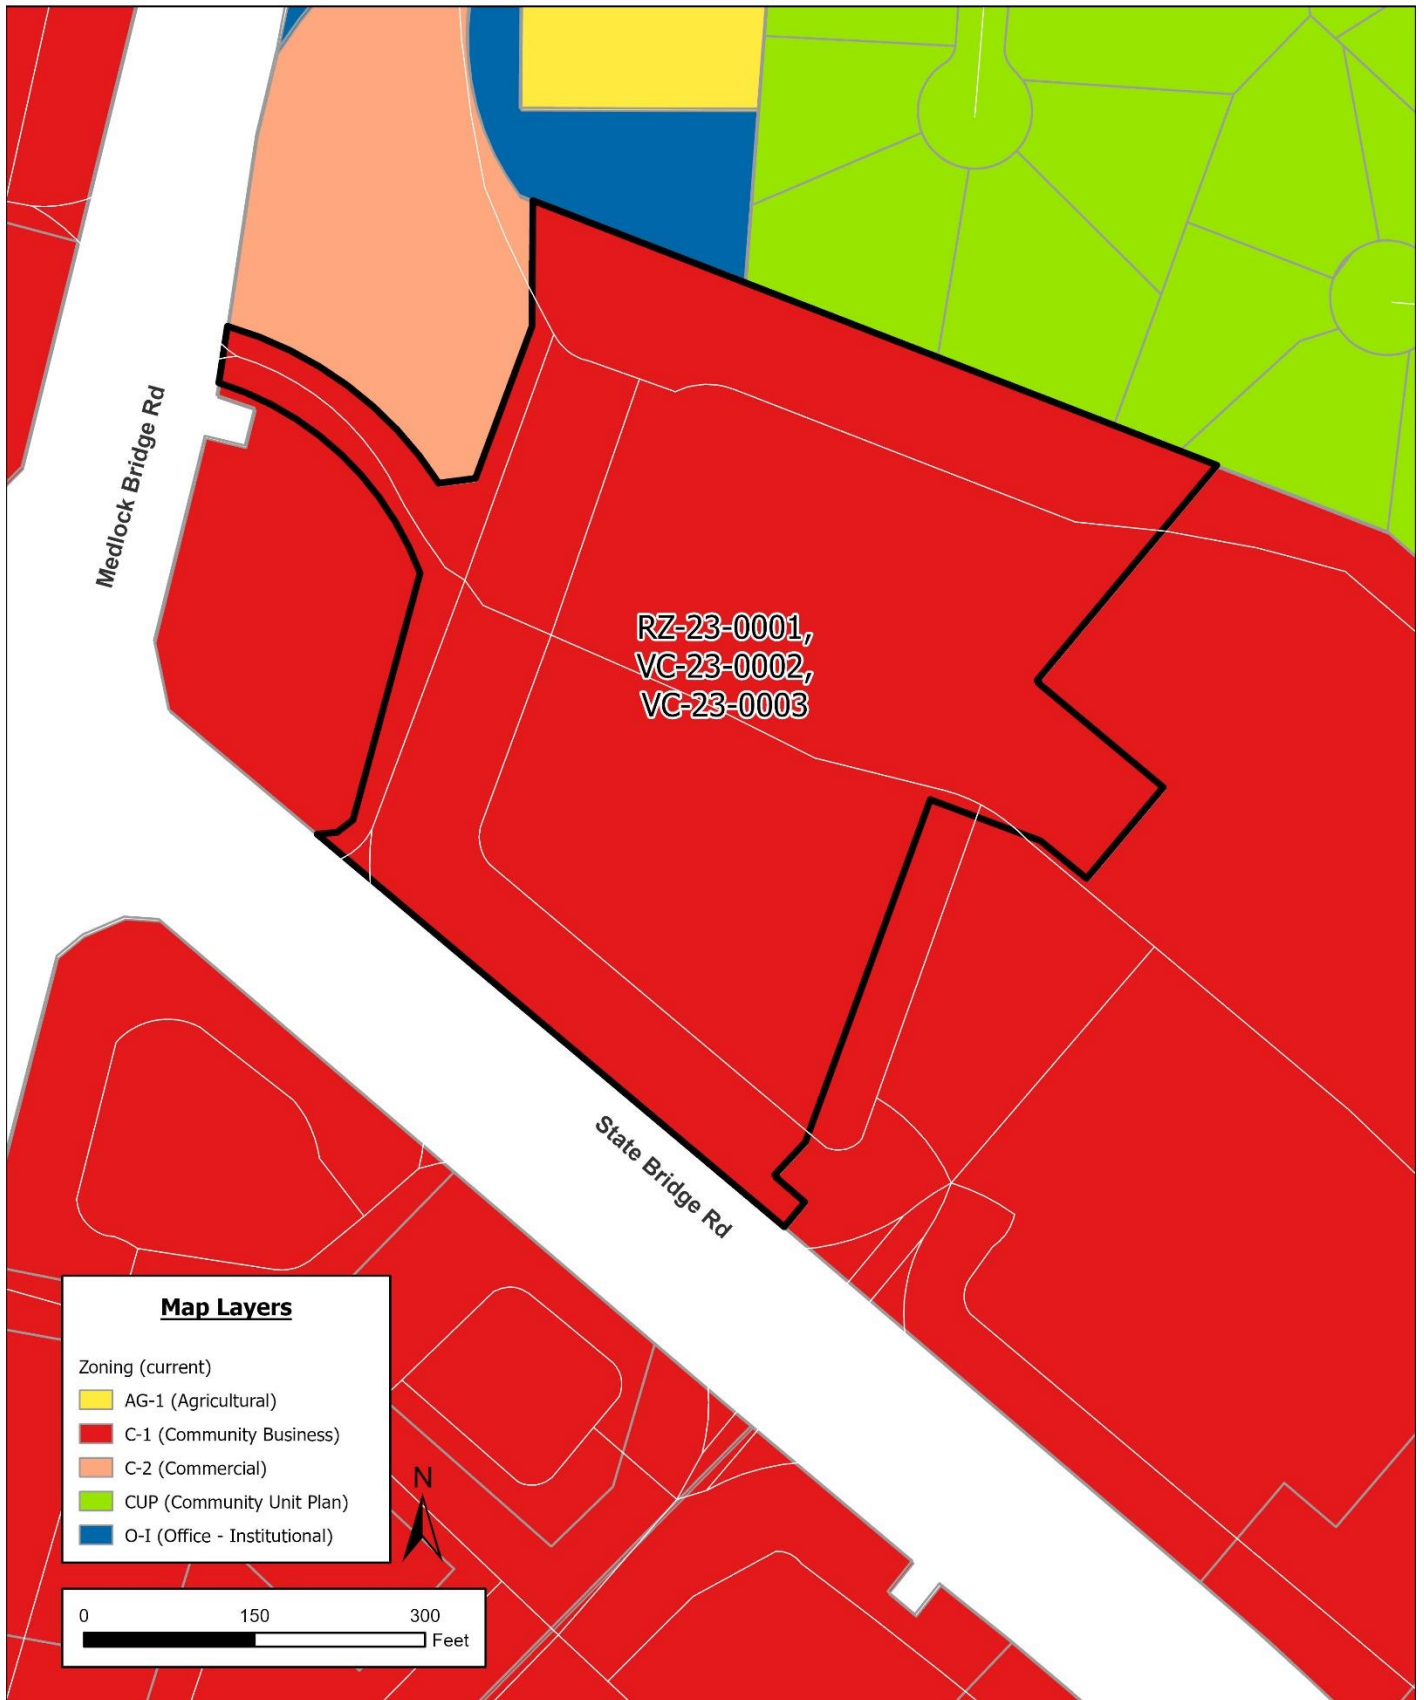 Medlock Bridge Rd
RZ-23-0001,
VC-23-0002,
VC-23-0003
State Bridge Rd
Map Layers
Zoning (current)
AG-1 (Agricultural)
C-1 (Community Business)
C-2 (Commercial)
CUP (Community Unit Plan)
O-I (Office - Institutional)
N
0 150 300
Feet